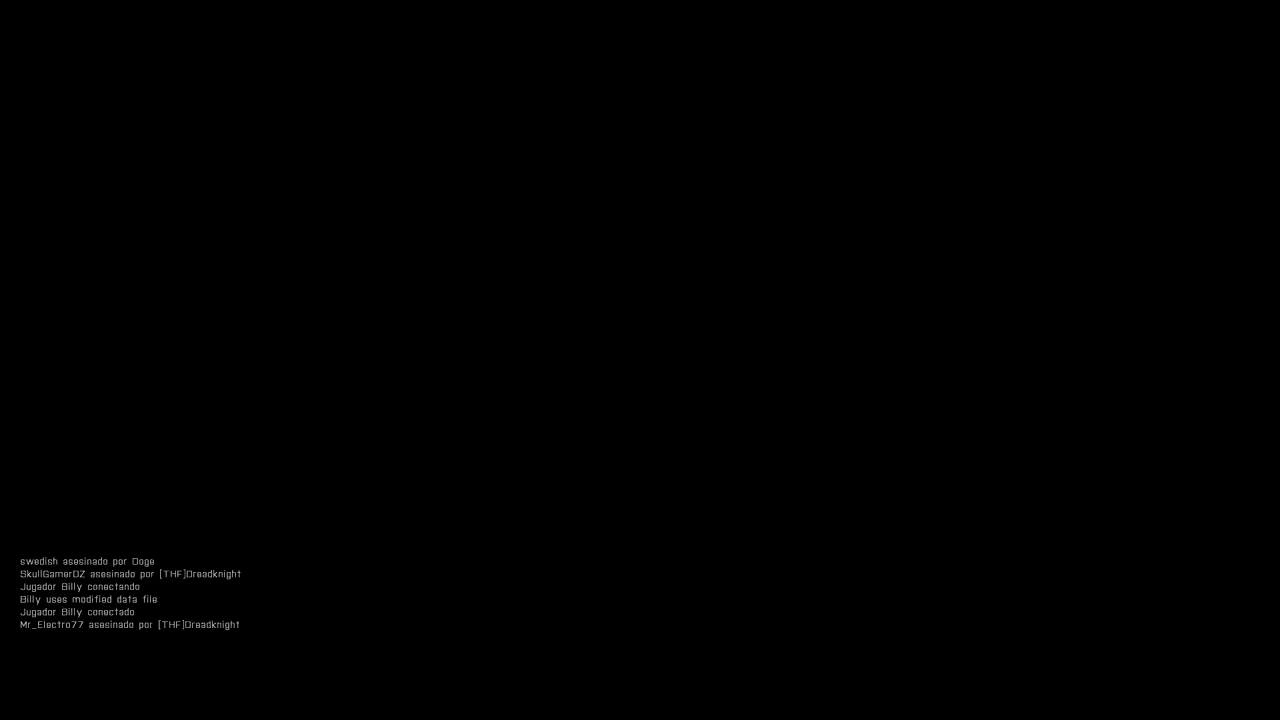 swedish asesinado por Doge
SkullGamerDZ asesinado por [THF]Dreadknight
Jugador Billy conectando
Billy uses modified data file
Jugador Billy conectado
Mr_Electro77 asesinado por [THF]Dreadknight